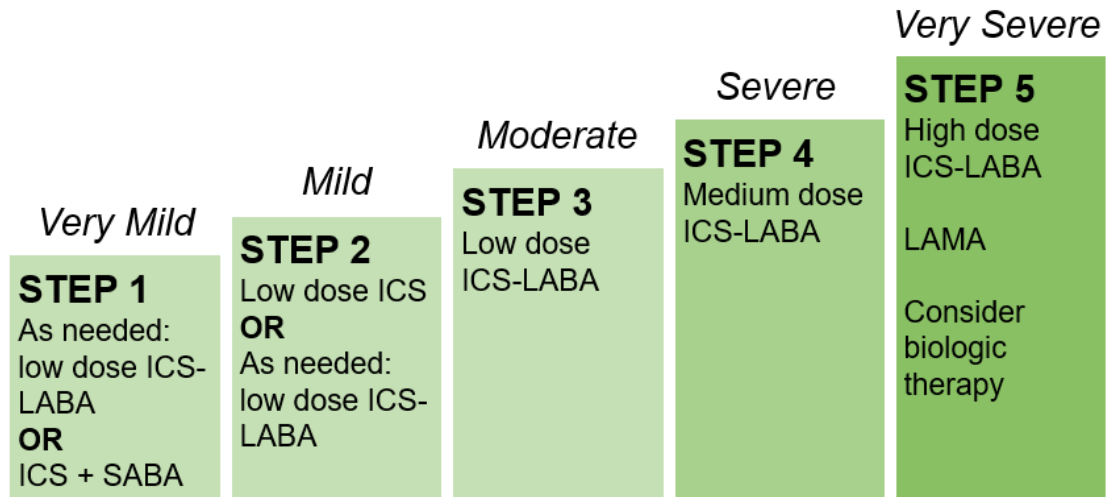 Very Mild
STEP 1
As needed:
low dose ICS-
LABA
OR
ICS + SABA
Mild
STEP 2
Low dose ICS
OR
As needed:
low dose ICS-
LABA
Moderate
STEP 3
Low dose
ICS-LABA
Severe
STEP 4
Medium dose
ICS-LABA
Very Severe
STEP 5
High dose
ICS-LABA
LAMA
Consider
biologic
therapy